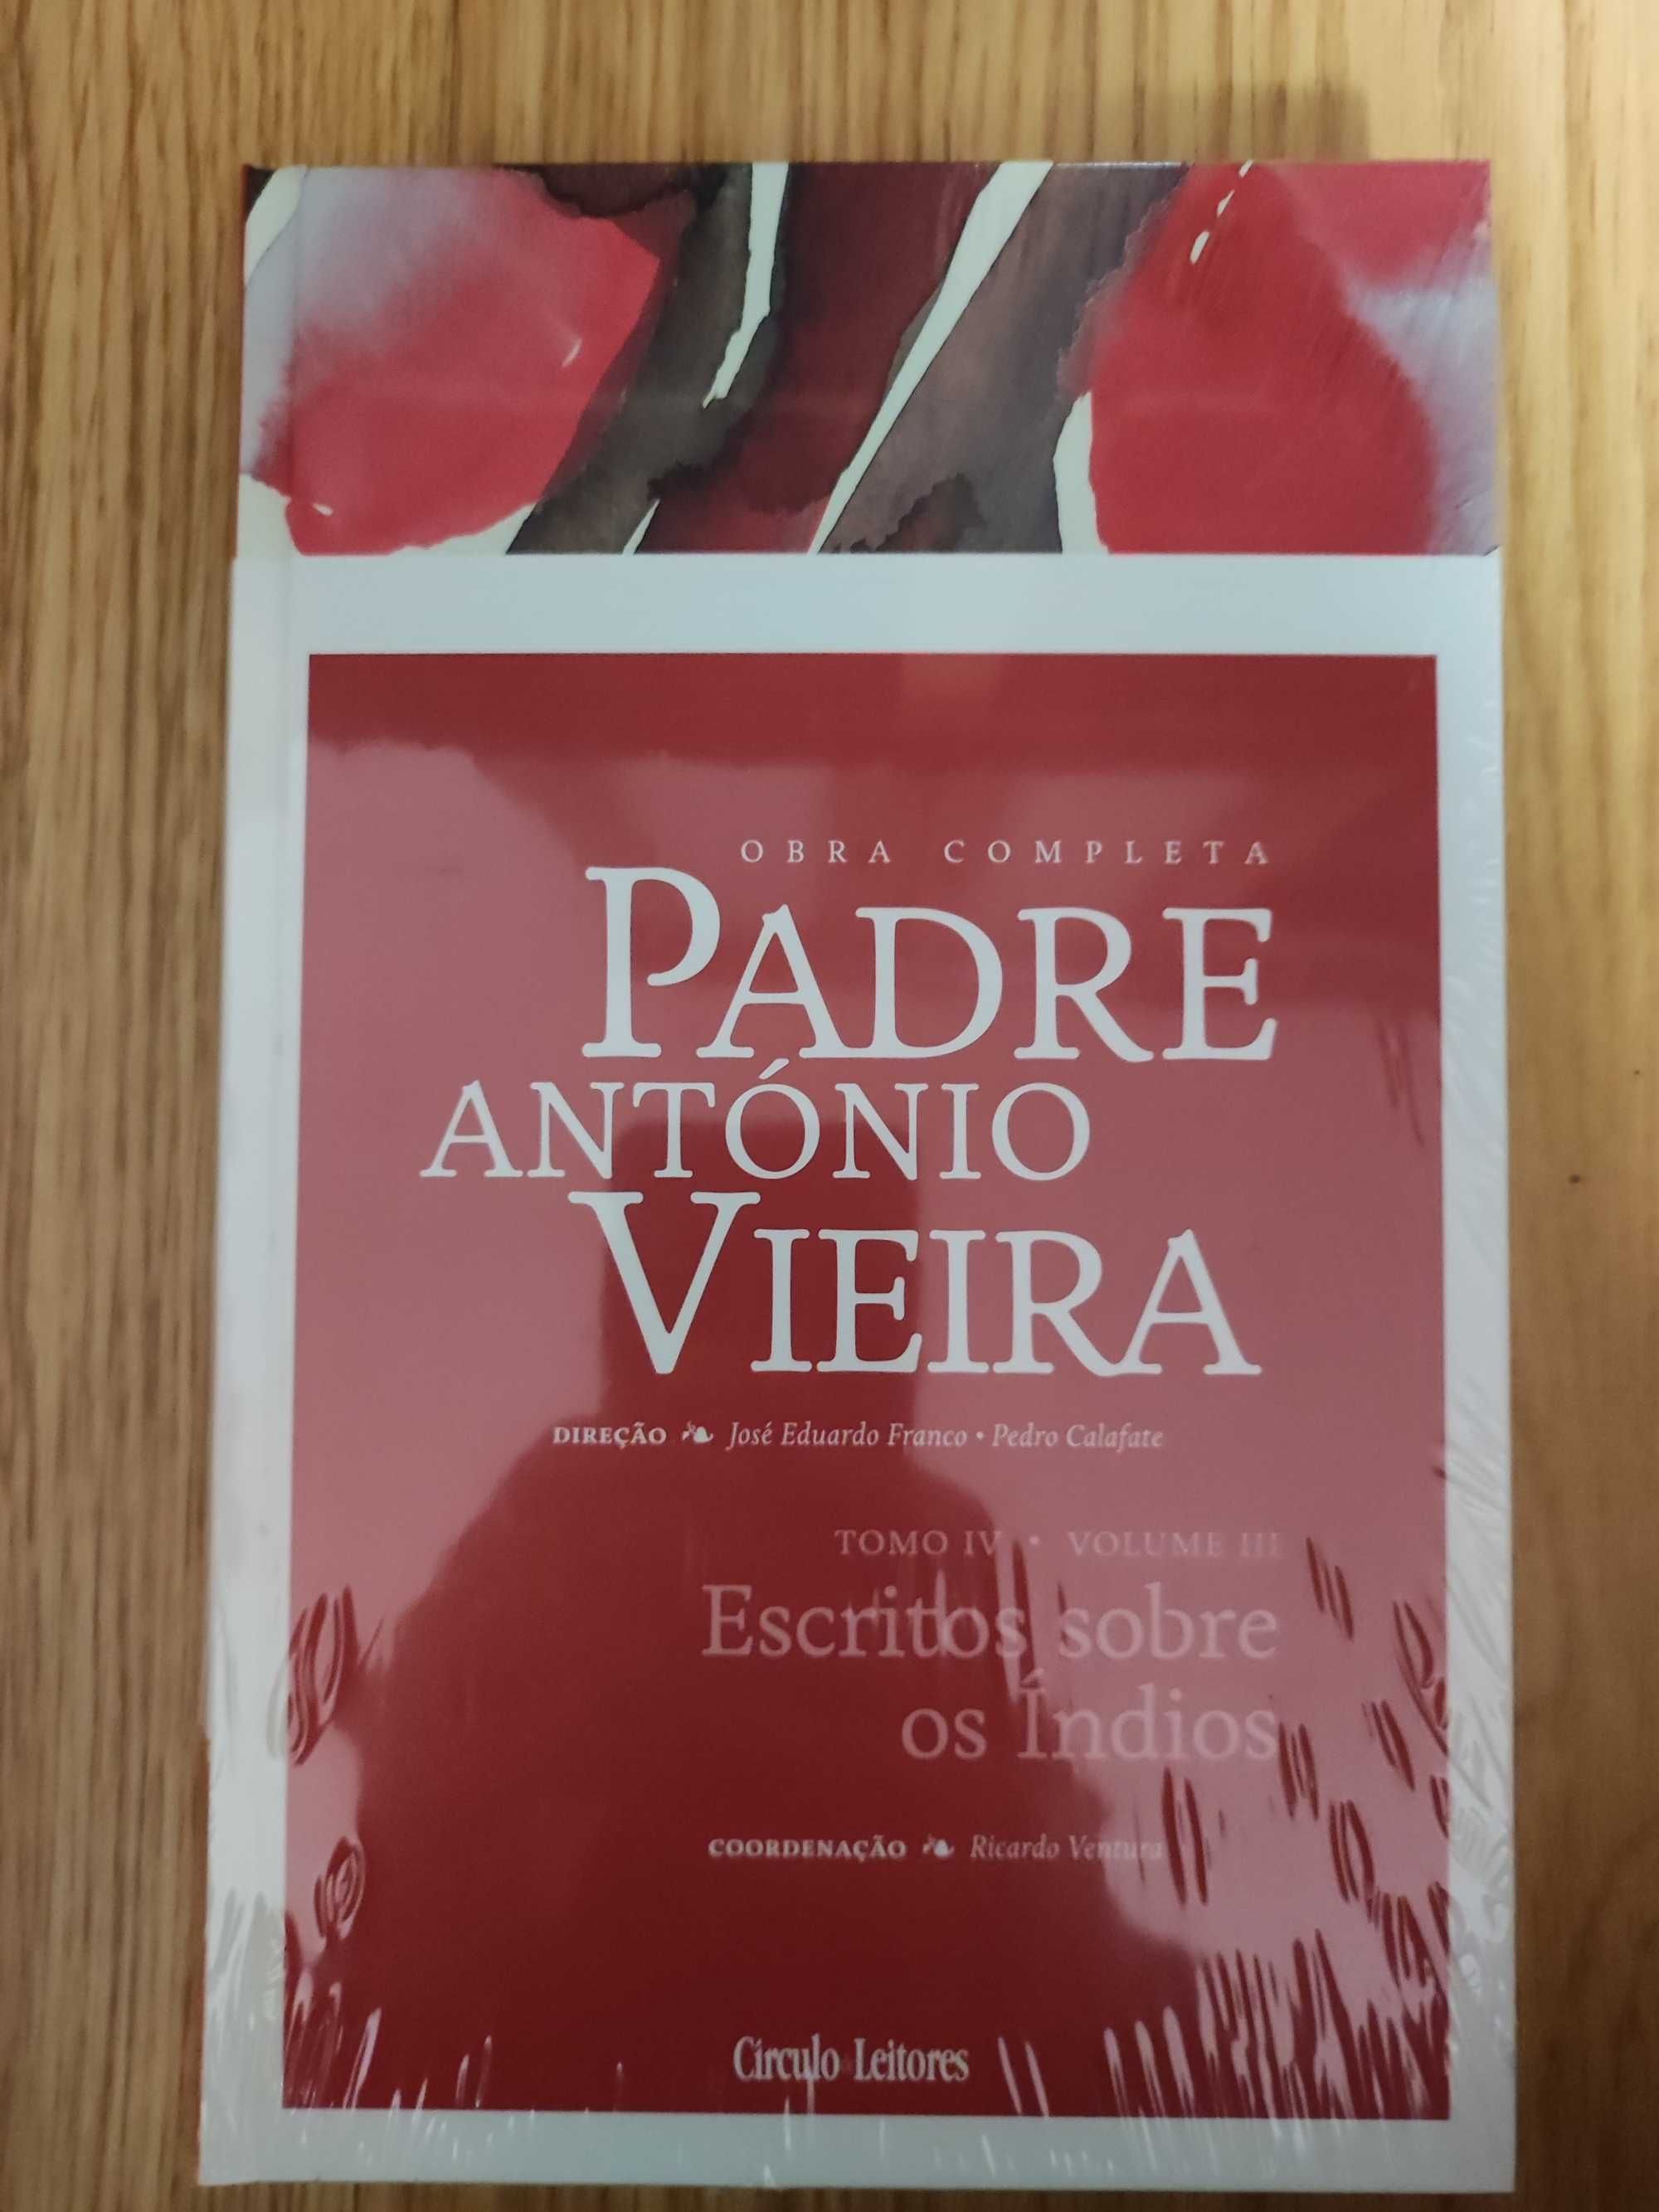 OBRA COMPLETA
PADRE
ANTÓNIO
VIEIRA
DIREÇÃO José Eduardo Franco • Pedro Calafate
TOMO IV • VOLUME III
Escritos sobre
os Índios
COORDENAÇÃO Ricardo Ventura
Círculo Leitores